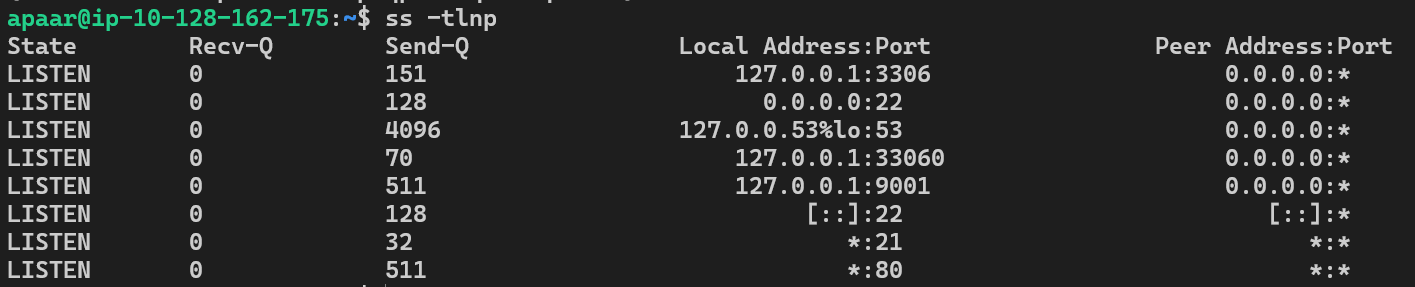 apaar@ip-10-128-162-175:~$ ss -tlnp
State Recv-Q Send-Q Local Address:Port Peer Address:Port
LISTEN 0 151 127.0.0.1:3306 0.0.0.0:*
LISTEN 0 128 0.0.0.0:22 0.0.0.0:*
LISTEN 0 4096 127.0.0.53%lo:53 0.0.0.0:*
LISTEN 0 70 127.0.0.1:33060 0.0.0.0:*
LISTEN 0 511 127.0.0.1:9001 0.0.0.0:*
LISTEN 0 128 [::]:22 [::]:*
LISTEN 0 32 *:21 *:*
LISTEN 0 511 *:80 *:*